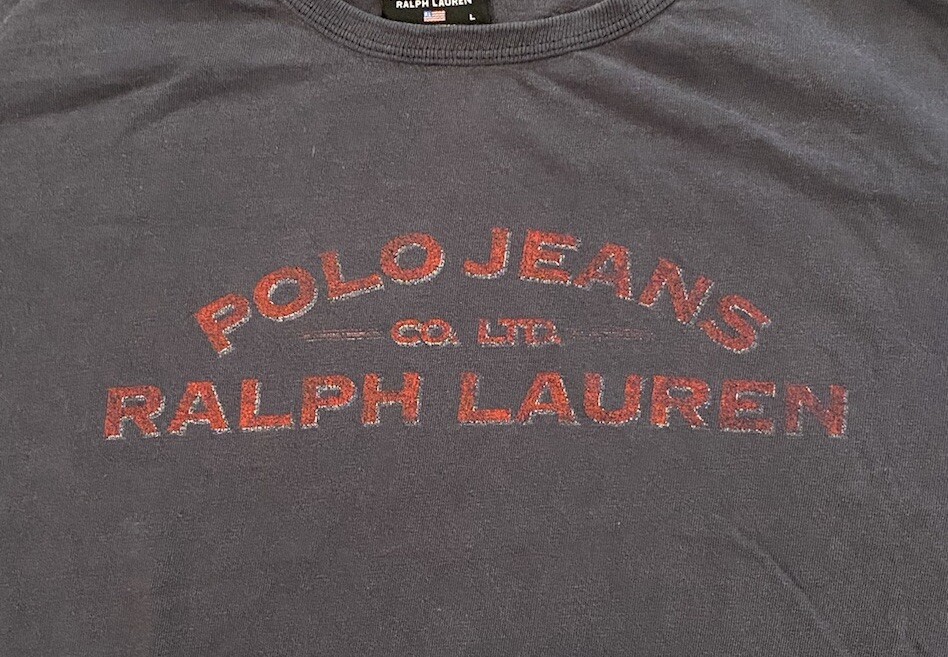 RALPH LAUREN
L
POLO JEANS
CO. LTD.
RALPH LAUREN